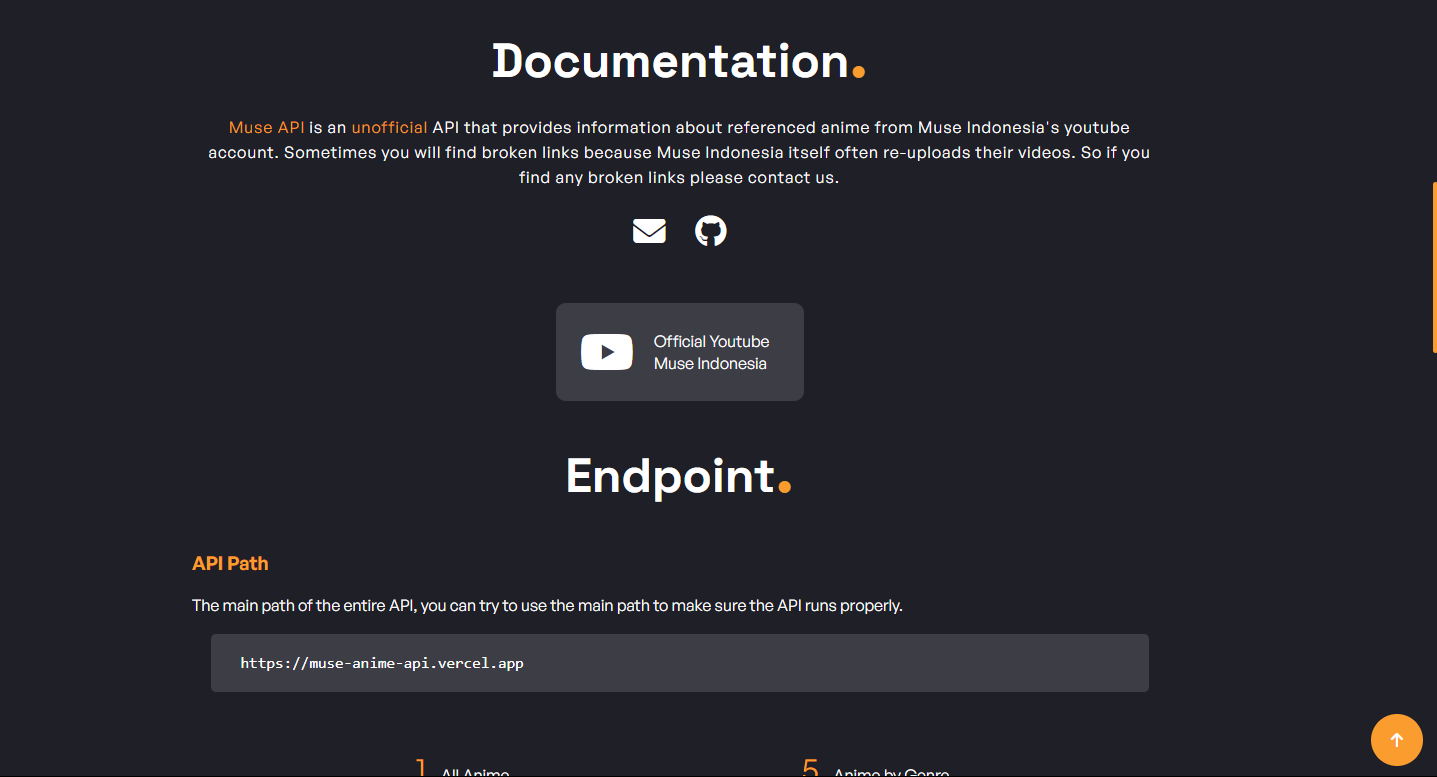 Documentation.
Muse API is an unofficial API that provides information about referenced anime from Muse Indonesia's youtube
account. Sometimes you will find broken links because Muse Indonesia itself often re-uploads their videos. So if you
find any broken links please contact us.
Official Youtube
Muse Indonesia
Endpoint.
API Path
The main path of the entire API, you can try to use the main path to make sure the API runs properly.
https://muse-anime-api.vercel.app
1 All Anime
5 Anime by Genre